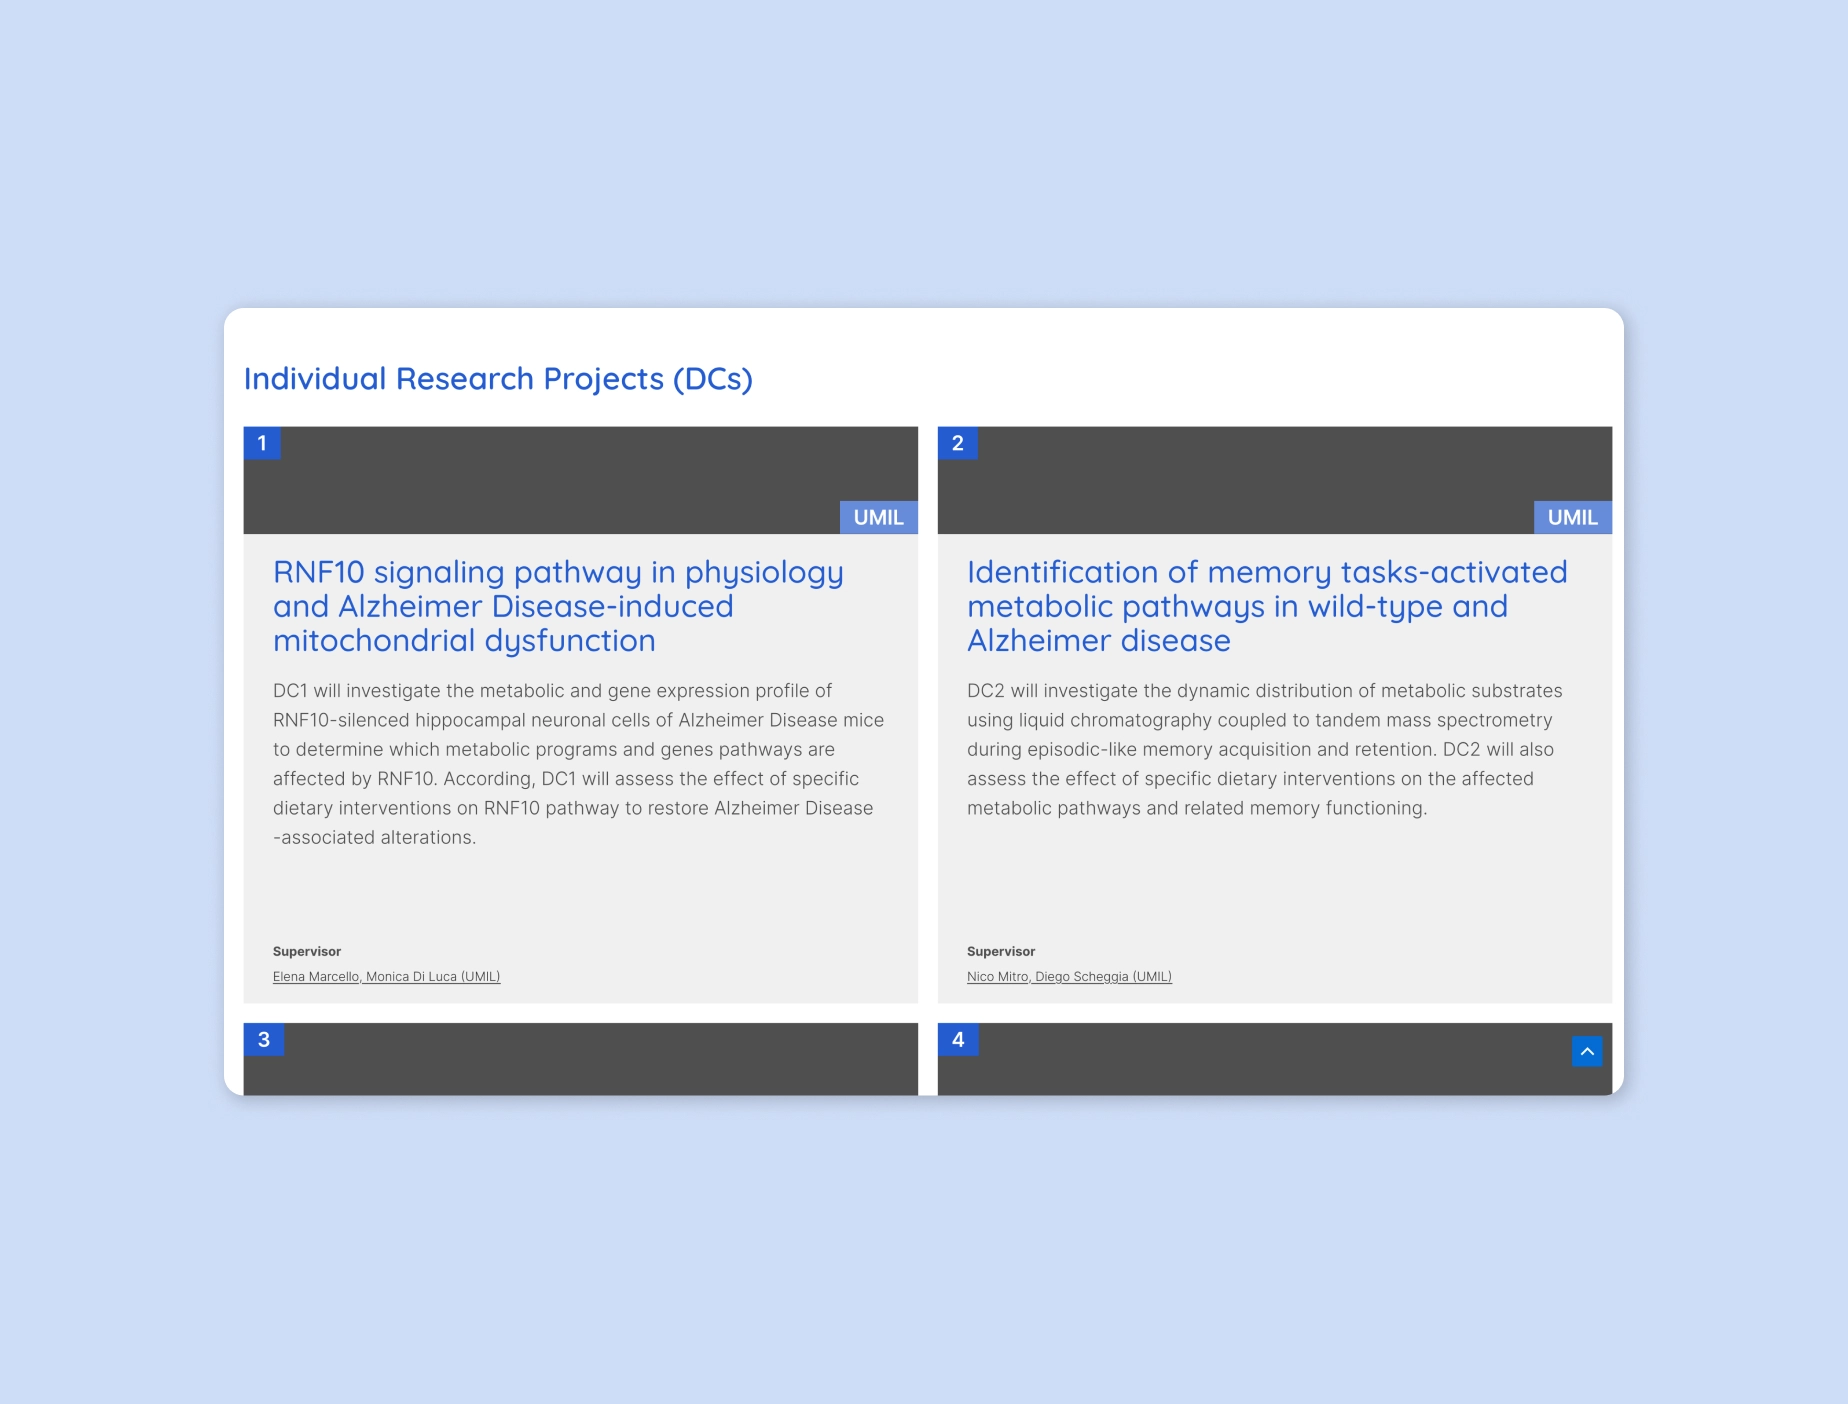 Individual Research Projects (DCs)
1
UMIL
RNF10 signaling pathway in physiology
and Alzheimer Disease-induced
mitochondrial dysfunction
DC1 will investigate the metabolic and gene expression profile of
RNF10-silenced hippocampal neuronal cells of Alzheimer Disease mice
to determine which metabolic programs and genes pathways are
affected by RNF10. According, DC1 will assess the effect of specific
dietary interventions on RNF10 pathway to restore Alzheimer Disease
-associated alterations.
Supervisor
Elena Marcello, Monica Di Luca (UMIL)
2
UMIL
Identification of memory tasks-activated
metabolic pathways in wild-type and
Alzheimer disease
DC2 will investigate the dynamic distribution of metabolic substrates
using liquid chromatography coupled to tandem mass spectrometry
during episodic-like memory acquisition and retention. DC2 will also
assess the effect of specific dietary interventions on the affected
metabolic pathways and related memory functioning.
Supervisor
Nico Mitro, Diego Scheggia (UMIL)
3
4